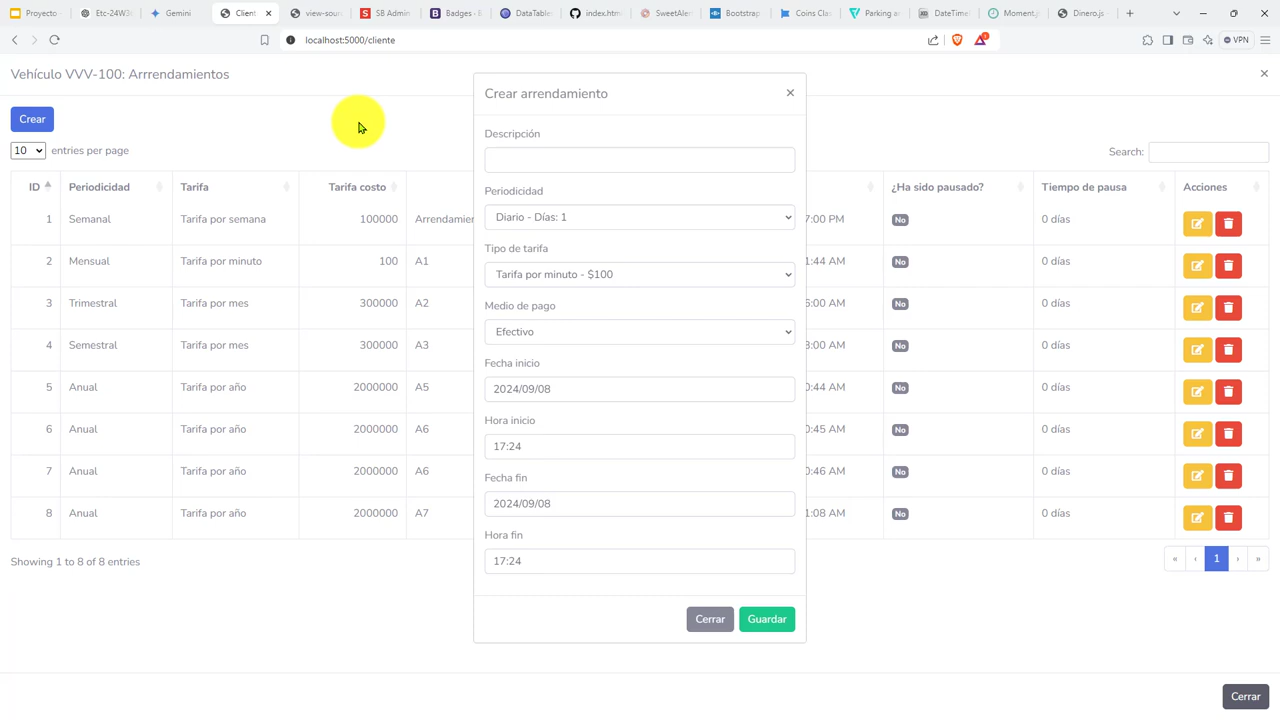 Proyecto -
Etc-24W3
Gemini
Client
view-sour
SB Admin
Badges - B
DataTable
index.htm
SweetAler
Bootstrap
Coins Clas
Parking a
DateTime
Moment.j
Dinero.js
localhost:5000/cliente
VPN
Vehículo VVV-100: Arrrendamientos
Crear
10 entries per page
Search:
ID Periodicidad Tarifa Tarifa costo ¿Ha sido pausado? Tiempo de pausa Acciones
1 Semanal Tarifa por semana 100000 Arrendamier 7:00 PM No 0 días
2 Mensual Tarifa por minuto 100 A1 1:44 AM No 0 días
3 Trimestral Tarifa por mes 300000 A2 6:00 AM No 0 días
4 Semestral Tarifa por mes 300000 A3 8:00 AM No 0 días
5 Anual Tarifa por año 2000000 A5 0:44 AM No 0 días
6 Anual Tarifa por año 2000000 A6 0:45 AM No 0 días
7 Anual Tarifa por año 2000000 A6 0:46 AM No 0 días
8 Anual Tarifa por año 2000000 A7 1:08 AM No 0 días
Showing 1 to 8 of 8 entries
« ‹ 1 › »
Crear arrendamiento
Descripción
Periodicidad
Diario - Días: 1
Tipo de tarifa
Tarifa por minuto - $100
Medio de pago
Efectivo
Fecha inicio
2024/09/08
Hora inicio
17:24
Fecha fin
2024/09/08
Hora fin
17:24
Cerrar
Guardar
Cerrar